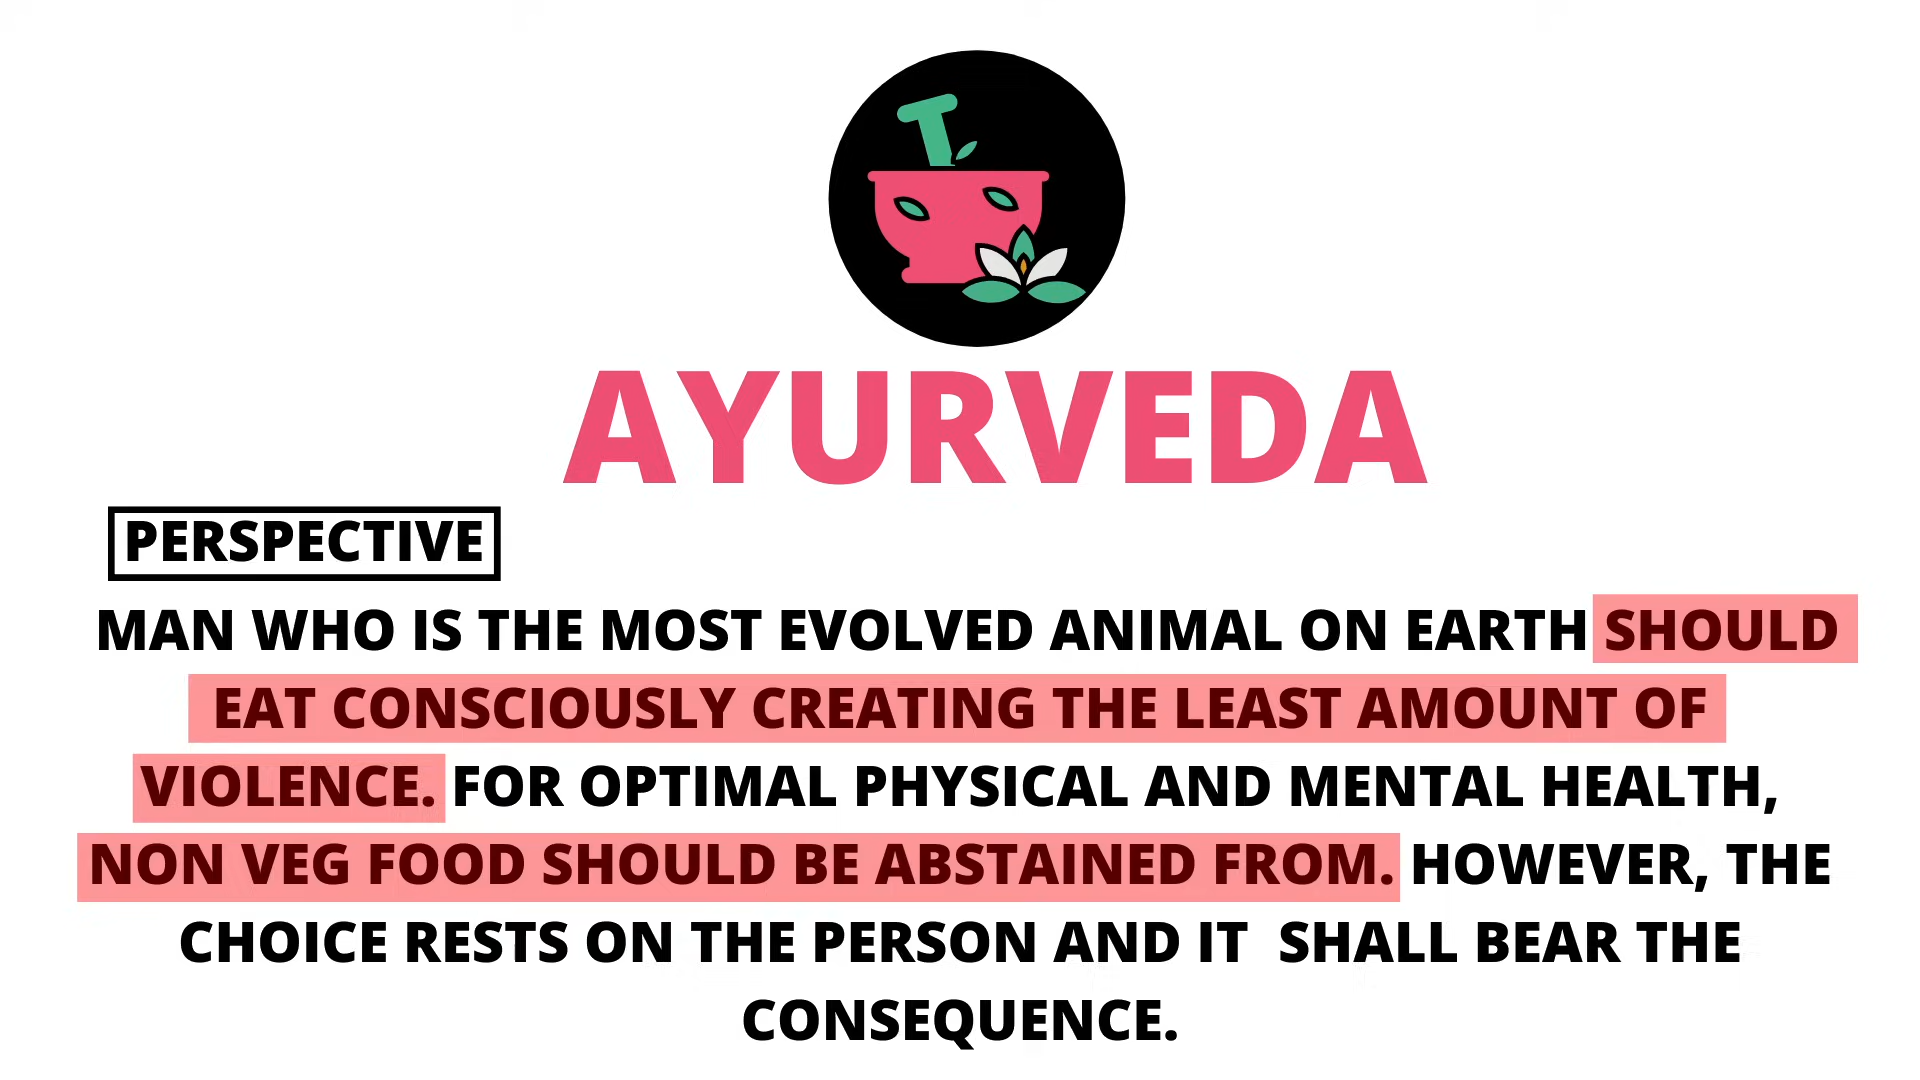 AYURVEDA
PERSPECTIVE
MAN WHO IS THE MOST EVOLVED ANIMAL ON EARTH SHOULD
EAT CONSCIOUSLY CREATING THE LEAST AMOUNT OF
VIOLENCE. FOR OPTIMAL PHYSICAL AND MENTAL HEALTH,
NON VEG FOOD SHOULD BE ABSTAINED FROM. HOWEVER, THE
CHOICE RESTS ON THE PERSON AND IT  SHALL BEAR THE
CONSEQUENCE.